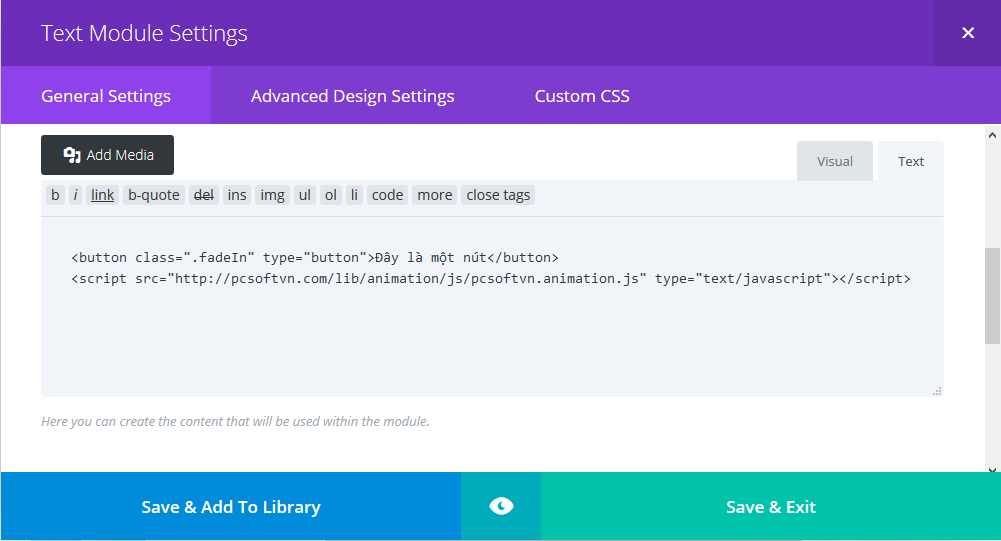 Text Module Settings
General Settings
Advanced Design Settings
Custom CSS
Add Media
Visual
Text
b i link b-quote del ins img ul ol li code more close tags
<button class=".fadeIn" type="button">Đây là một nút</button>
<script src="http://pcsoftvn.com/lib/animation/js/pcsoftvn.animation.js" type="text/javascript"></script>
Here you can create the content that will be used within the module.
Save & Add To Library
Save & Exit